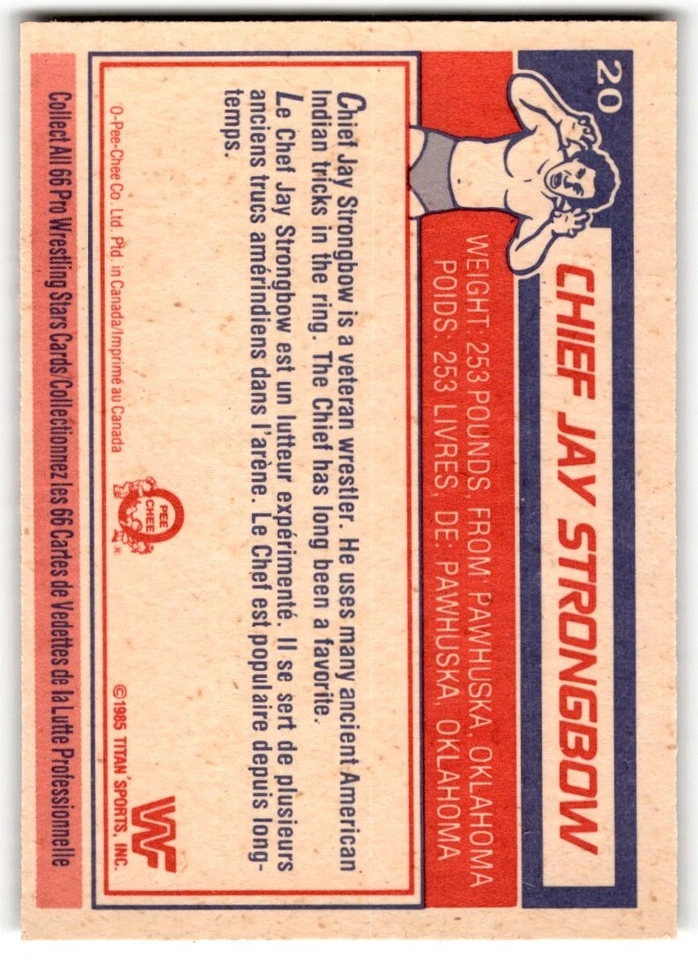 20
CHIEF JAY STRONGBOW
WEIGHT: 253 POUNDS, FROM: PAWHUSKA, OKLAHOMA
POIDS: 253 LIVRES, DE: PAWHUSKA, OKLAHOMA
Chief Jay Strongbow is a veteran wrestler. He uses many ancient American
Indian tricks in the ring. The Chief has long been a favorite.
Le Chef Jay Strongbow est un lutteur expérimenté. Il se sert de plusieurs
anciens trucs amérindiens dans l'arène. Le Chef est populaire depuis long-
temps.
O-Pee-Chee Co. Ltd. Ptd. in Canada/Imprimé au Canada
O
PEE
CHEE
®
WF
©1985 TITAN SPORTS, INC.
Collect All 66 Pro Wrestling Stars Cards/Collectionnez les 66 Cartes de Vedettes de la Lutte Professionnelle